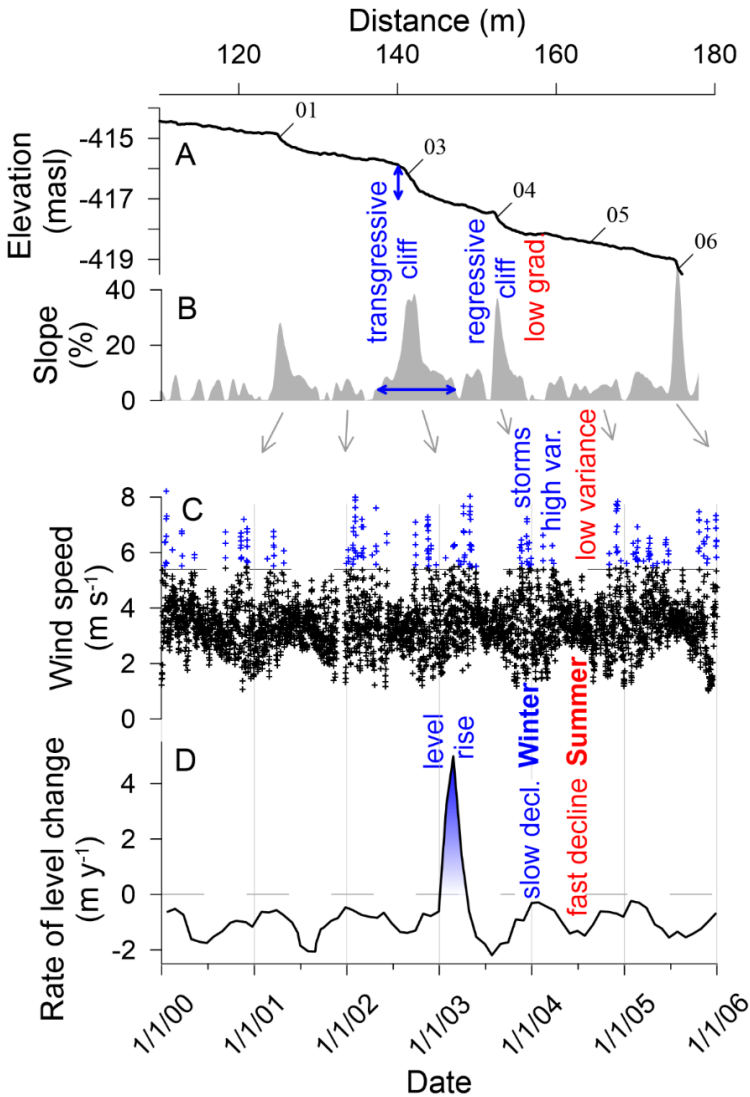 Distance (m)
120 140 160 180
A
Elevation
(masl)
-415
-417
-419
01
03
04
05
06
transgressive
cliff
regressive
cliff
low grad.
B
Slope
(%)
40
20
0
C
Wind speed
(m s-1)
8
6
4
2
0
storms
high var.
low variance
D
Rate of level change
(m y-1)
4
2
0
-2
level
rise
slow decl. Winter
fast decline Summer
1/1/00 1/1/01 1/1/02 1/1/03 1/1/04 1/1/05 1/1/06
Date